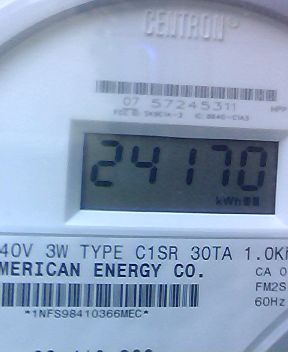 CENTRON®
07 57245311
24170
kWh
40V 3W TYPE C1SR 30TA 1.0K
MERICAN ENERGY CO.
CA 0
FM2S
60Hz
*1NFS98410366MEC*